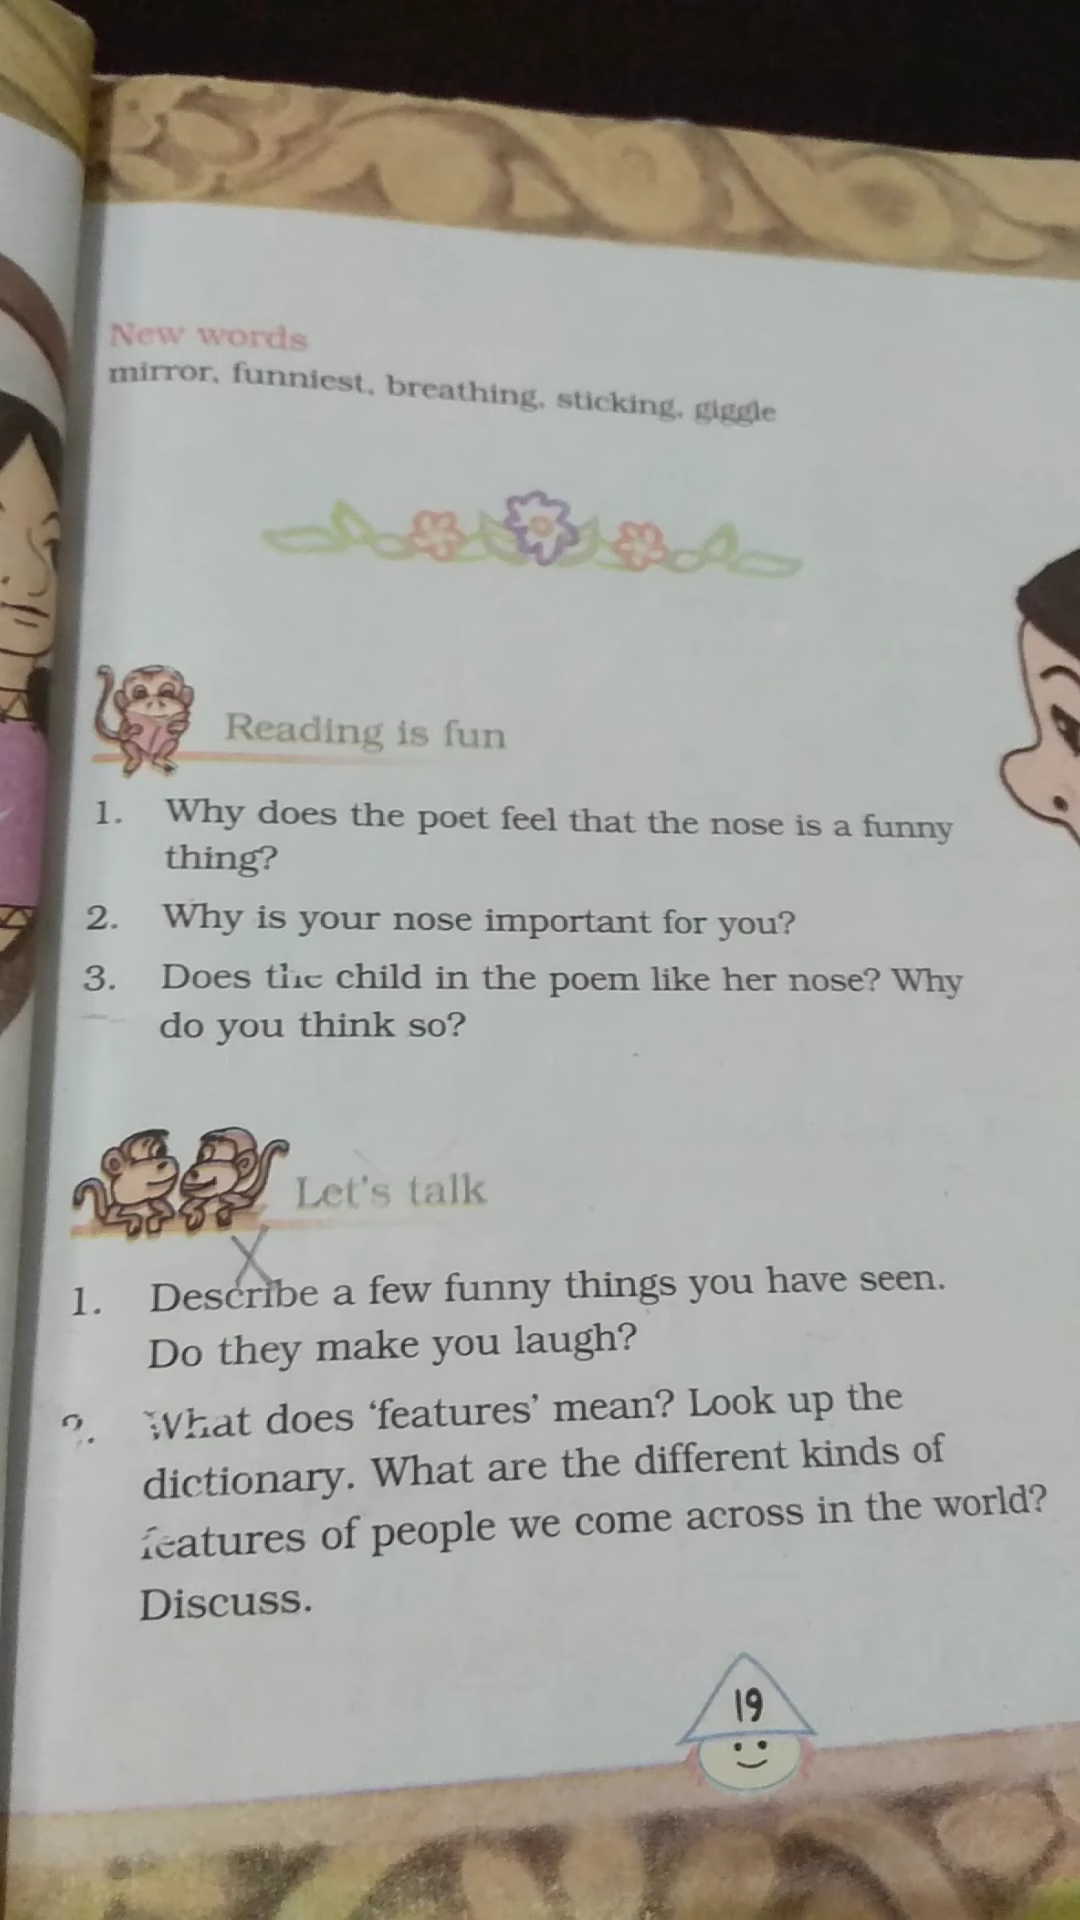 New words
mirror, funniest, breathing, sticking, giggle
Reading is fun
1. Why does the poet feel that the nose is a funny
thing?
2. Why is your nose important for you?
3. Does the child in the poem like her nose? Why
do you think so?
Let's talk
1. Describe a few funny things you have seen.
Do they make you laugh?
2. What does ‘features’ mean? Look up the
dictionary. What are the different kinds of
features of people we come across in the world?
Discuss.
19